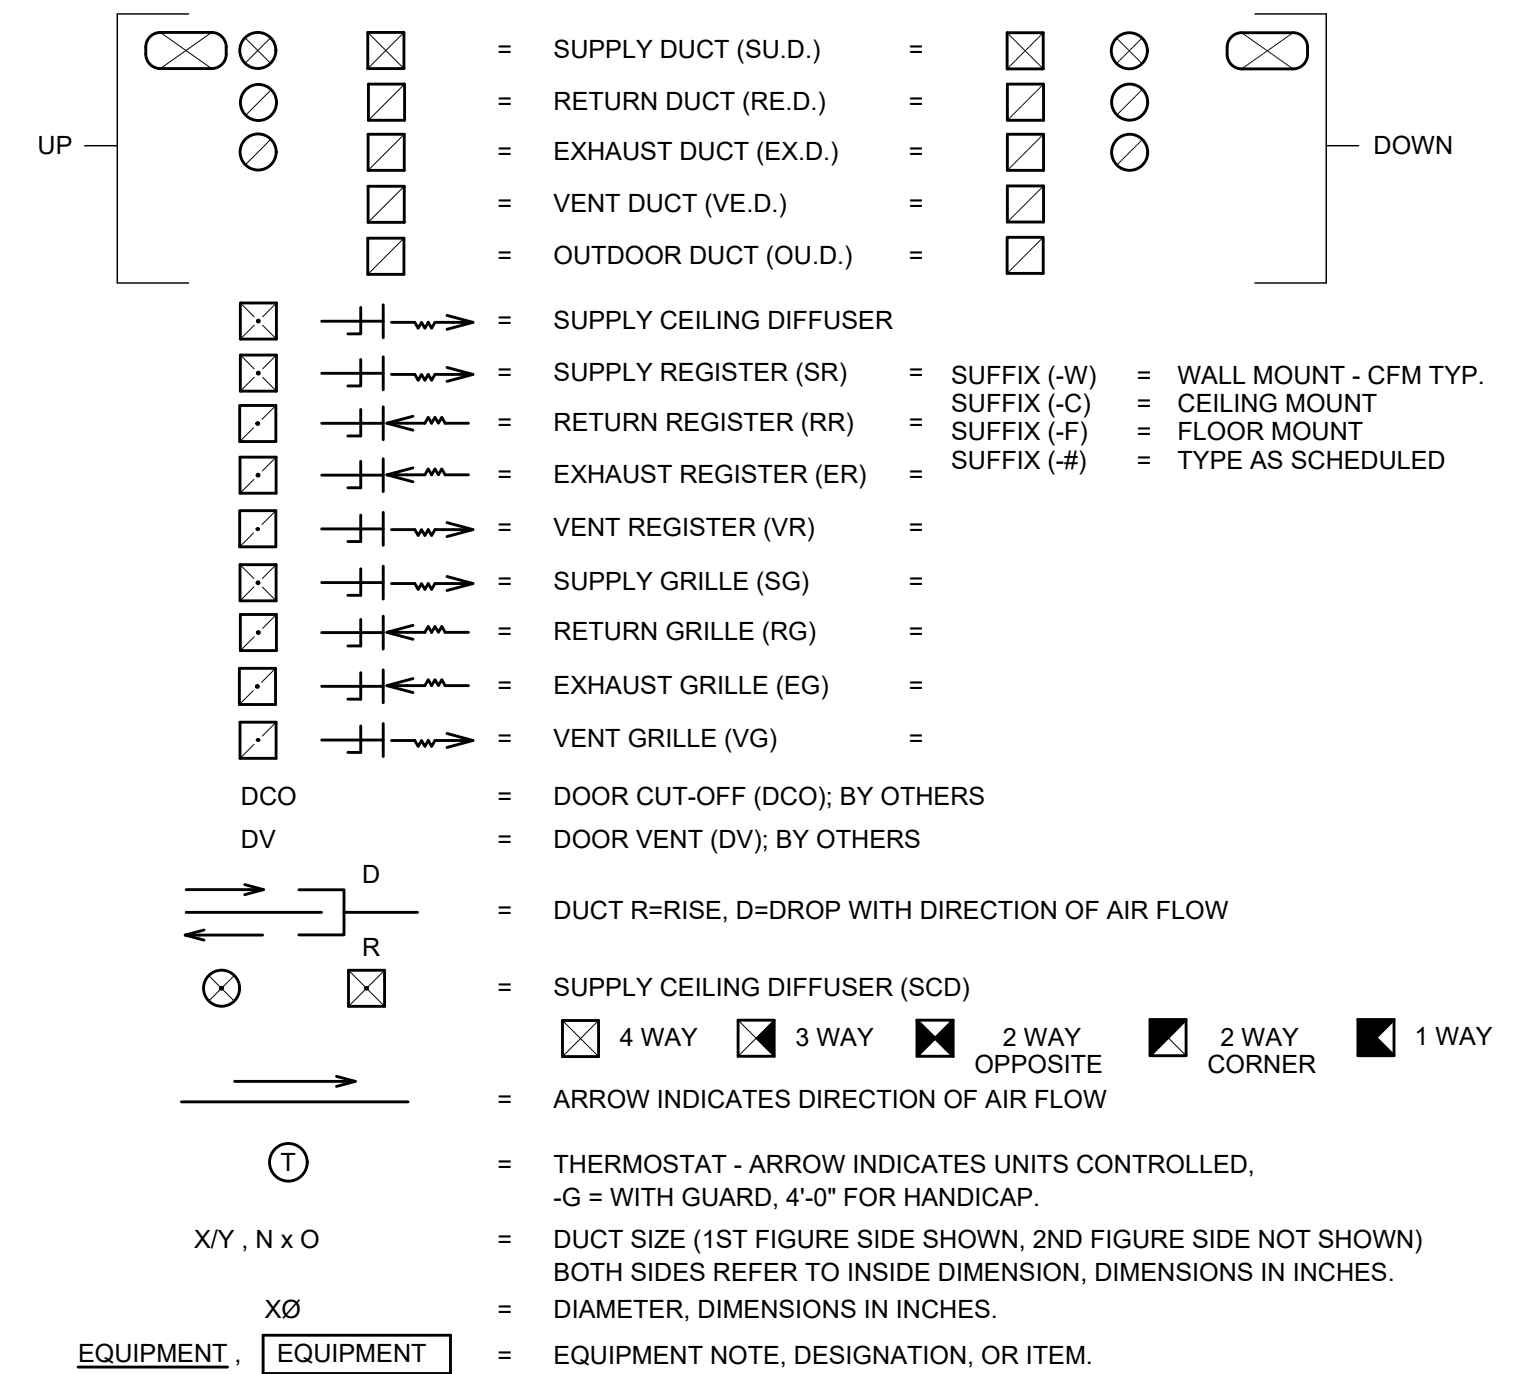 UP
DOWN
= SUPPLY DUCT (SU.D.) =
= RETURN DUCT (RE.D.) =
= EXHAUST DUCT (EX.D.) =
= VENT DUCT (VE.D.) =
= OUTDOOR DUCT (OU.D.) =
= SUPPLY CEILING DIFFUSER
= SUPPLY REGISTER (SR) = SUFFIX (-W) = WALL MOUNT - CFM TYP.
SUFFIX (-C) = CEILING MOUNT
= RETURN REGISTER (RR) = SUFFIX (-F) = FLOOR MOUNT
SUFFIX (-#) = TYPE AS SCHEDULED
= EXHAUST REGISTER (ER) =
= VENT REGISTER (VR) =
= SUPPLY GRILLE (SG) =
= RETURN GRILLE (RG) =
= EXHAUST GRILLE (EG) =
= VENT GRILLE (VG) =
DCO = DOOR CUT-OFF (DCO); BY OTHERS
DV = DOOR VENT (DV); BY OTHERS
D
= DUCT R=RISE, D=DROP WITH DIRECTION OF AIR FLOW
R
= SUPPLY CEILING DIFFUSER (SCD)
4 WAY 3 WAY 2 WAY 2 WAY 1 WAY
OPPOSITE CORNER
= ARROW INDICATES DIRECTION OF AIR FLOW
T = THERMOSTAT - ARROW INDICATES UNITS CONTROLLED,
-G = WITH GUARD, 4'-0" FOR HANDICAP.
X/Y , N x O = DUCT SIZE (1ST FIGURE SIDE SHOWN, 2ND FIGURE SIDE NOT SHOWN)
BOTH SIDES REFER TO INSIDE DIMENSION, DIMENSIONS IN INCHES.
XØ = DIAMETER, DIMENSIONS IN INCHES.
EQUIPMENT , EQUIPMENT = EQUIPMENT NOTE, DESIGNATION, OR ITEM.